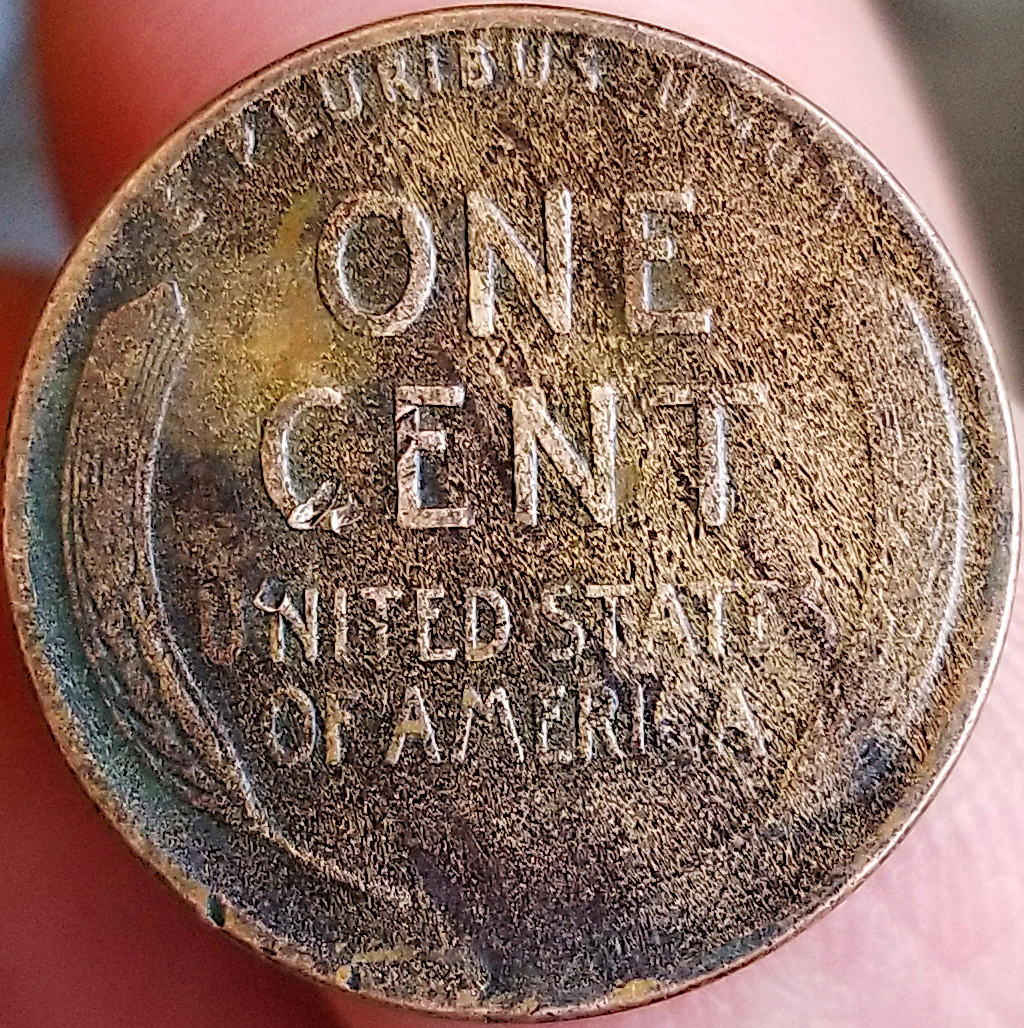 PLURIBUS UNUM
ONE
CENT
UNITED STATES
OF AMERICA